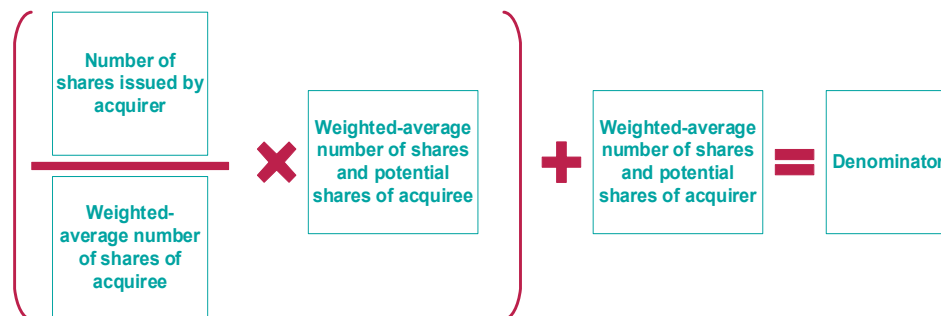 Number of
shares issued by
acquirer
Weighted-
average number
of shares of
acquiree
Weighted-average
number of shares
and potential
shares of acquiree
Weighted-average
number of shares
and potential
shares of acquirer
Denominator